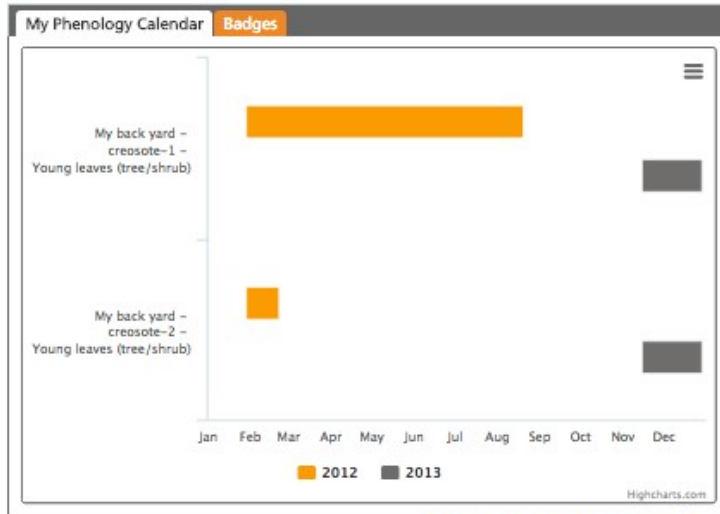 My Phenology Calendar Badges
My back yard –
creosote–1 –
Young leaves (tree/shrub)
My back yard –
creosote–2 –
Young leaves (tree/shrub)
Jan Feb Mar Apr May Jun Jul Aug Sep Oct Nov Dec
2012 2013
Highcharts.com